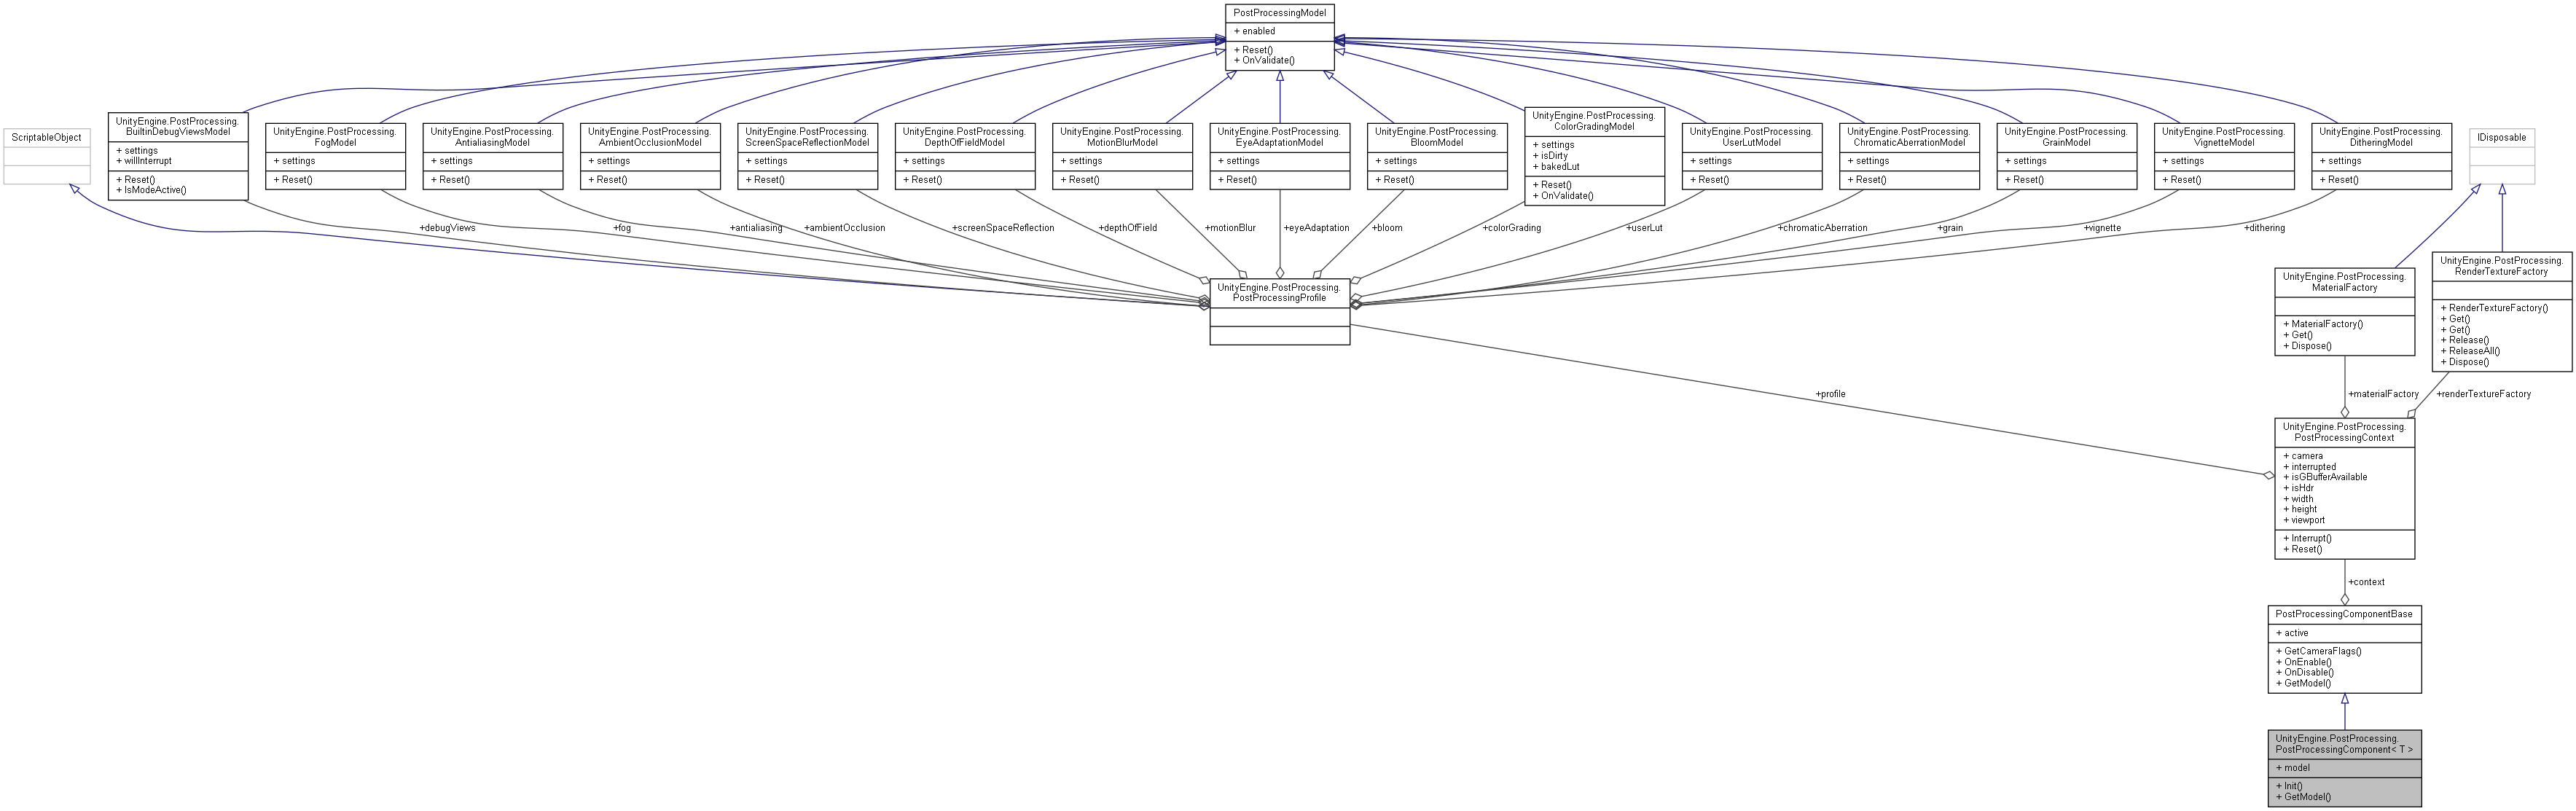 PostProcessingModel
+ enabled
+ Reset()
+ OnValidate()
ScriptableObject
UnityEngine.PostProcessing.
BuiltinDebugViewsModel
+ settings
+ willInterrupt
+ Reset()
+ IsModeActive()
UnityEngine.PostProcessing.
FogModel
+ settings
+ Reset()
UnityEngine.PostProcessing.
AntialiasingModel
+ settings
+ Reset()
UnityEngine.PostProcessing.
AmbientOcclusionModel
+ settings
+ Reset()
UnityEngine.PostProcessing.
ScreenSpaceReflectionModel
+ settings
+ Reset()
UnityEngine.PostProcessing.
DepthOfFieldModel
+ settings
+ Reset()
UnityEngine.PostProcessing.
MotionBlurModel
+ settings
+ Reset()
UnityEngine.PostProcessing.
EyeAdaptationModel
+ settings
+ Reset()
UnityEngine.PostProcessing.
BloomModel
+ settings
+ Reset()
UnityEngine.PostProcessing.
ColorGradingModel
+ settings
+ isDirty
+ bakedLut
+ Reset()
+ OnValidate()
UnityEngine.PostProcessing.
UserLutModel
+ settings
+ Reset()
UnityEngine.PostProcessing.
ChromaticAberrationModel
+ settings
+ Reset()
UnityEngine.PostProcessing.
GrainModel
+ settings
+ Reset()
UnityEngine.PostProcessing.
VignetteModel
+ settings
+ Reset()
UnityEngine.PostProcessing.
DitheringModel
+ settings
+ Reset()
IDisposable
+debugViews
+fog
+antialiasing
+ambientOcclusion
+screenSpaceReflection
+depthOfField
+motionBlur
+eyeAdaptation
+bloom
+colorGrading
+userLut
+chromaticAberration
+grain
+vignette
+dithering
UnityEngine.PostProcessing.
PostProcessingProfile
UnityEngine.PostProcessing.
MaterialFactory
+ MaterialFactory()
+ Get()
+ Dispose()
UnityEngine.PostProcessing.
RenderTextureFactory
+ RenderTextureFactory()
+ Get()
+ Get()
+ Release()
+ ReleaseAll()
+ Dispose()
+profile
+materialFactory
+renderTextureFactory
UnityEngine.PostProcessing.
PostProcessingContext
+ camera
+ interrupted
+ isGBufferAvailable
+ isHdr
+ width
+ height
+ viewport
+ Interrupt()
+ Reset()
+context
PostProcessingComponentBase
+ active
+ GetCameraFlags()
+ OnEnable()
+ OnDisable()
+ GetModel()
UnityEngine.PostProcessing.
PostProcessingComponent< T >
+ model
+ Init()
+ GetModel()